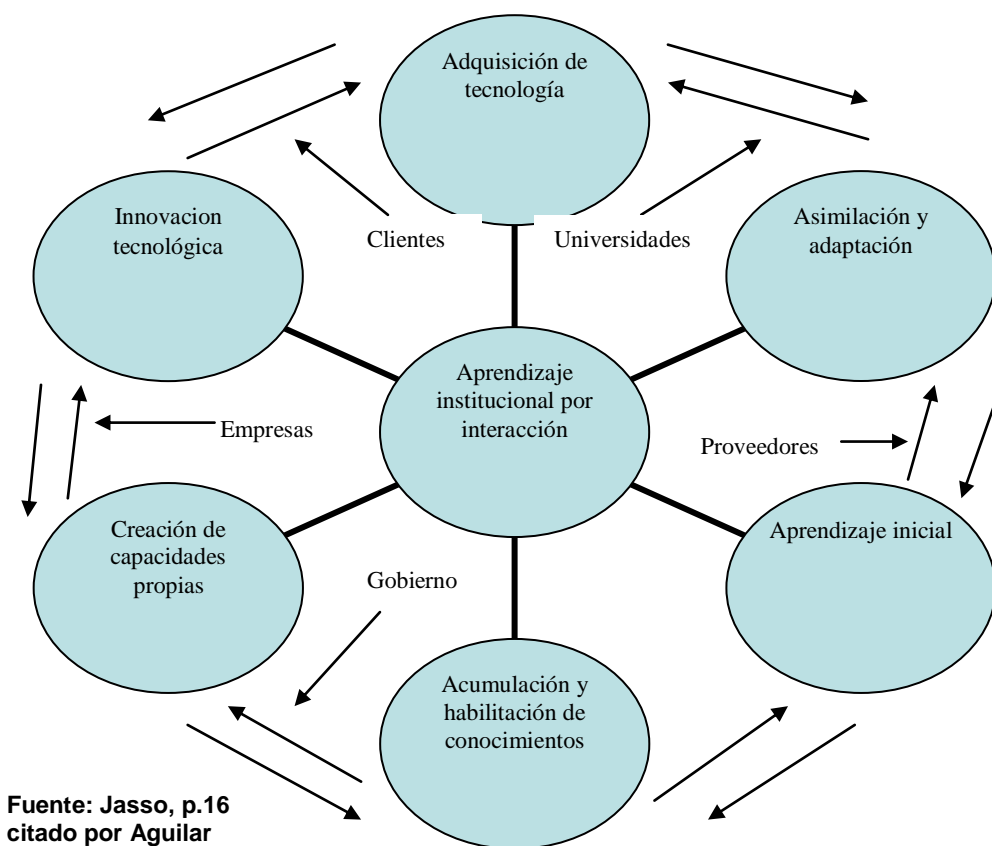 Adquisición de
tecnología
Innovacion
tecnológica
Clientes
Universidades
Asimilación y
adaptación
Aprendizaje
institucional por
interacción
Empresas
Proveedores
Creación de
capacidades
propias
Aprendizaje inicial
Gobierno
Acumulación y
habilitación de
conocimientos
Fuente: Jasso, p.16
citado por Aguilar